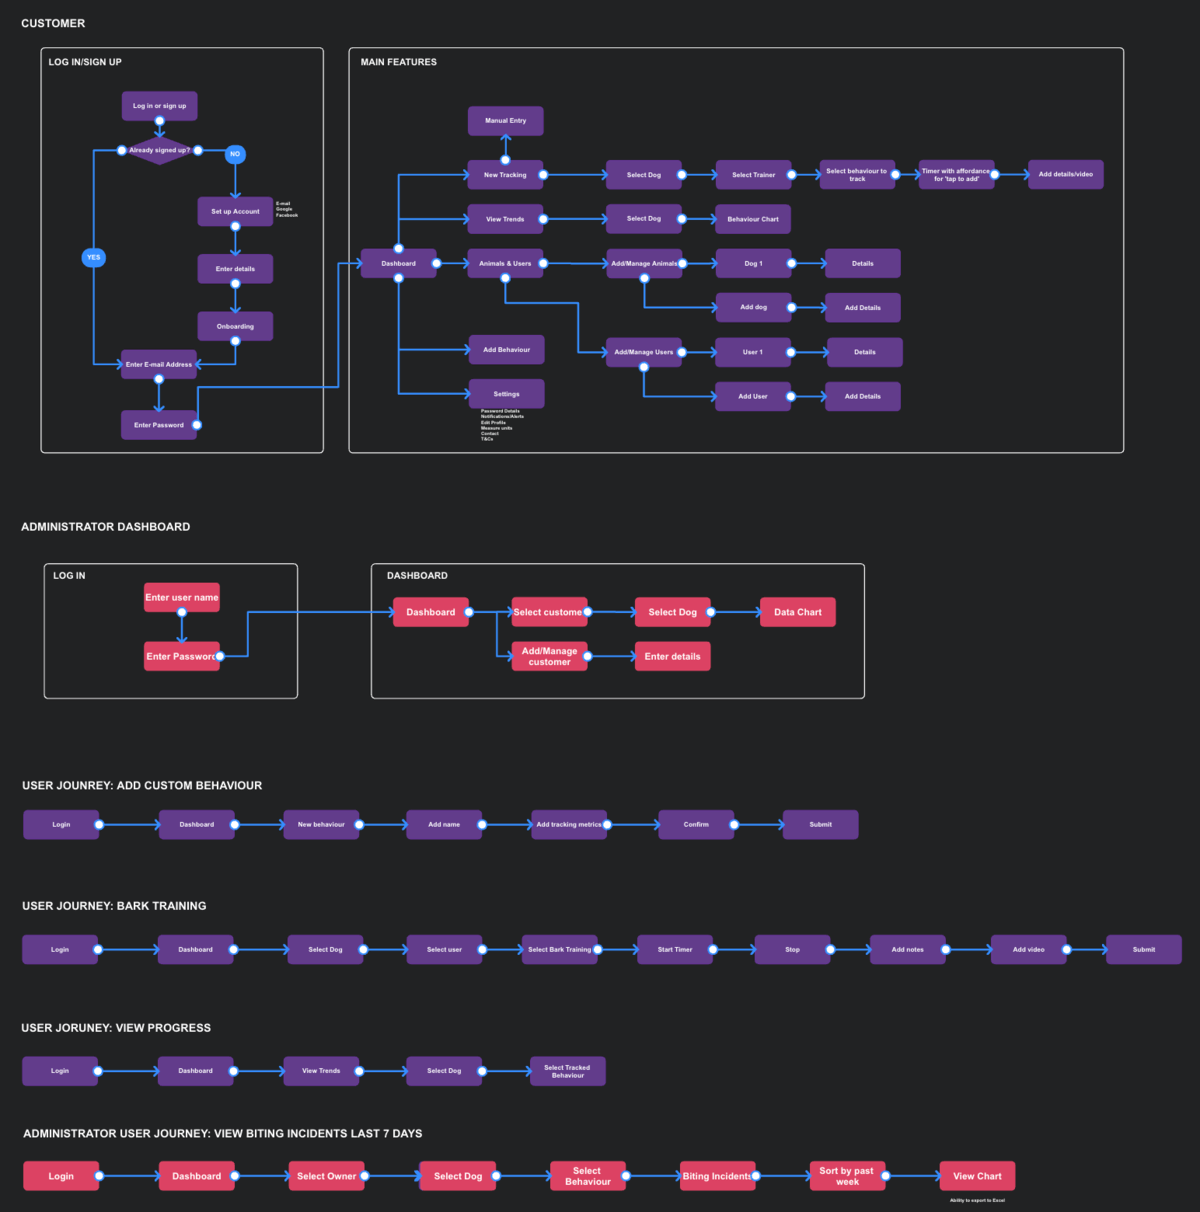 CUSTOMER
LOG IN/SIGN UP
Log in or sign up
Already signed up?
NO
YES
Set up Account
E-mail
Google
Facebook
Enter details
Onboarding
Enter E-mail Address
Enter Password
MAIN FEATURES
Manual Entry
New Tracking
Select Dog
Select Trainer
Select behaviour to
track
Timer with affordance
for 'tap to add'
Add details/video
View Trends
Select Dog
Behaviour Chart
Dashboard
Animals & Users
Add/Manage Animals
Dog 1
Details
Add dog
Add Details
Add Behaviour
Add/Manage Users
User 1
Details
Settings
Add User
Add Details
Password Details
Notifications/Alerts
Edit Profile
Measure units
Contact
T&Cs
ADMINISTRATOR DASHBOARD
LOG IN
Enter user name
Enter Password
DASHBOARD
Dashboard
Select custome
Select Dog
Data Chart
Add/Manage
customer
Enter details
USER JOUNREY: ADD CUSTOM BEHAVIOUR
Login
Dashboard
New behaviour
Add name
Add tracking metrics
Confirm
Submit
USER JOURNEY: BARK TRAINING
Login
Dashboard
Select Dog
Select user
Select Bark Training
Start Timer
Stop
Add notes
Add video
Submit
USER JORUNEY: VIEW PROGRESS
Login
Dashboard
View Trends
Select Dog
Select Tracked
Behaviour
ADMINISTRATOR USER JOURNEY: VIEW BITING INCIDENTS LAST 7 DAYS
Login
Dashboard
Select Owner
Select Dog
Select
Behaviour
Biting Incidents
Sort by past
week
View Chart
Ability to export to Excel